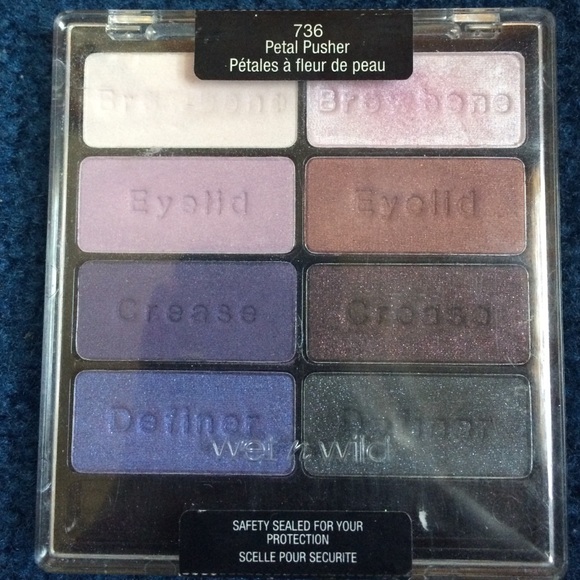 736
Petal Pusher
Pétales à fleur de peau
Browbone Browbone
Eyelid Eyelid
Crease Crease
Definer Definer
wet n wild
SAFETY SEALED FOR YOUR
PROTECTION
SCELLE POUR SECURITE